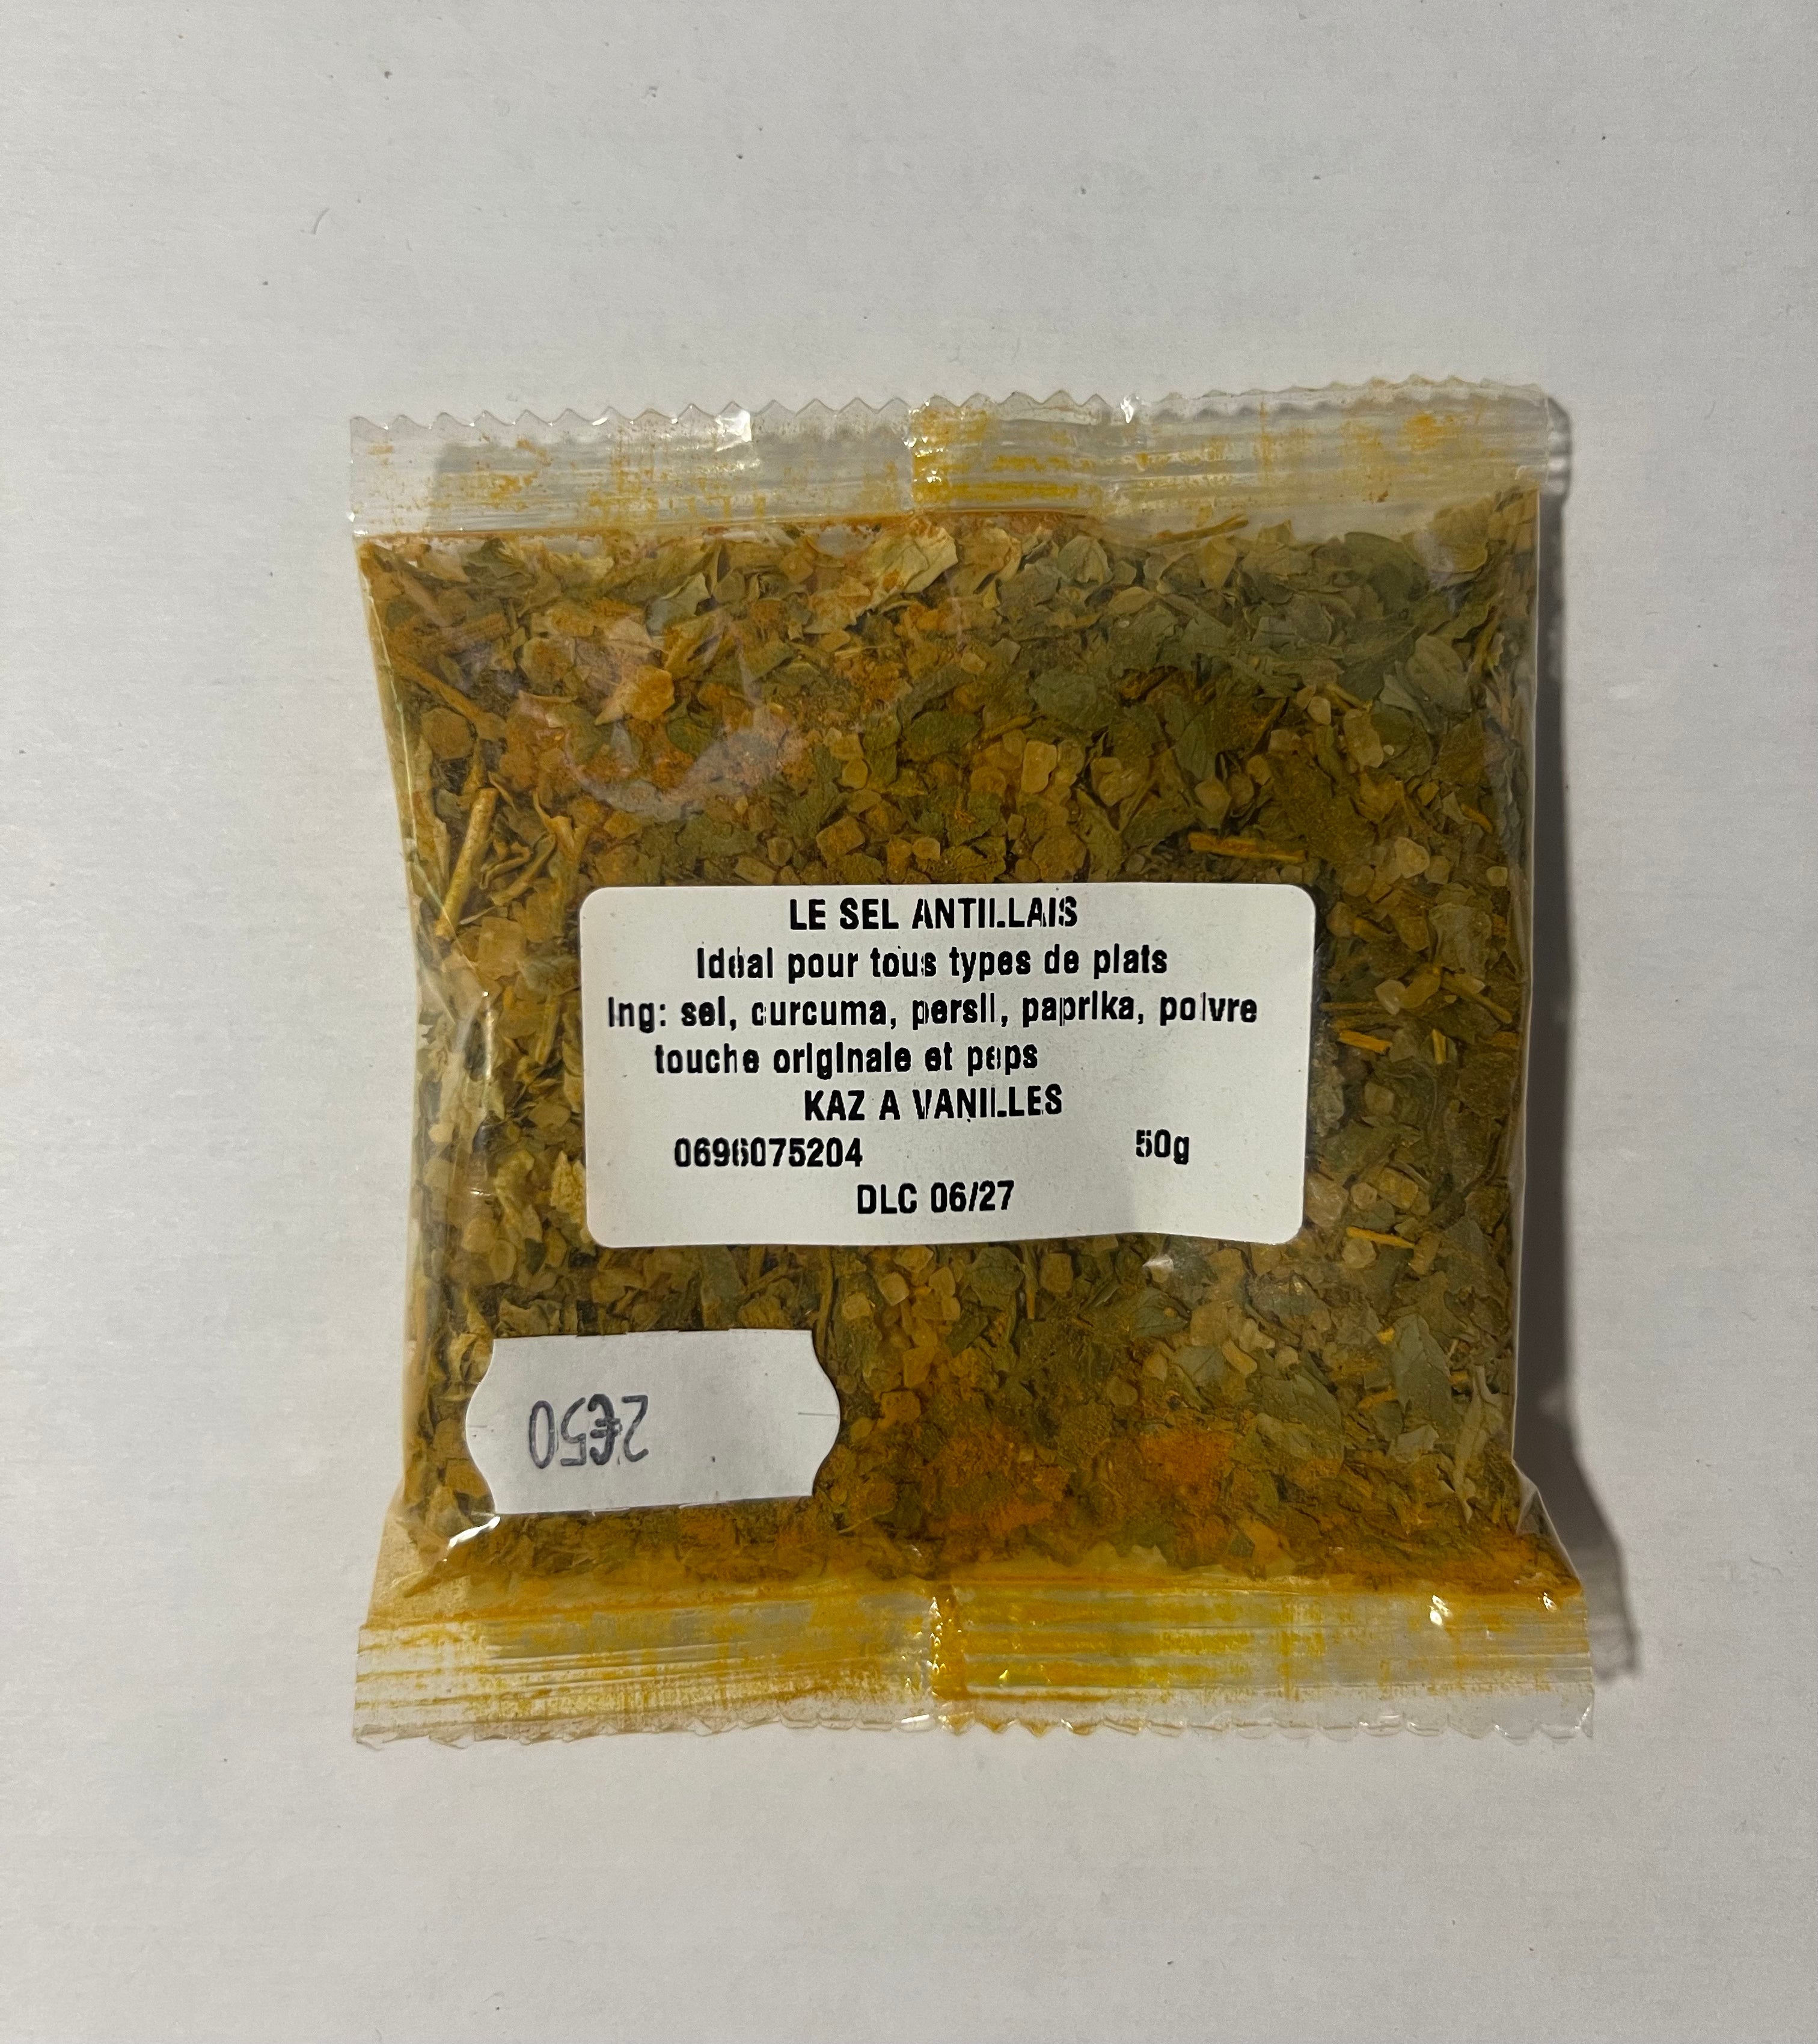 LE SEL ANTILLAIS
Idéal pour tous types de plats
Ing: sel, curcuma, persil, paprika, poivre
touche originale et peps
KAZ A VANILLES
0696075204 50g
DLC 06/27
2€50